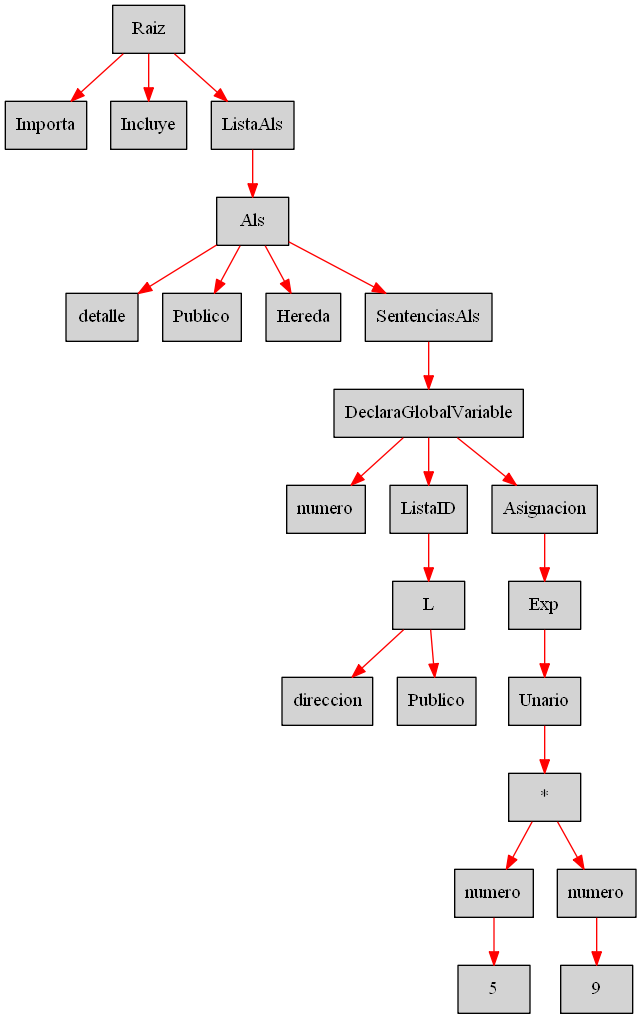 Raiz
Importa Incluye ListaAls
Als
detalle Publico Hereda SentenciasAls
DeclaraGlobalVariable
numero ListaID Asignacion
L Exp
direccion Publico Unario
*
numero numero
5 9